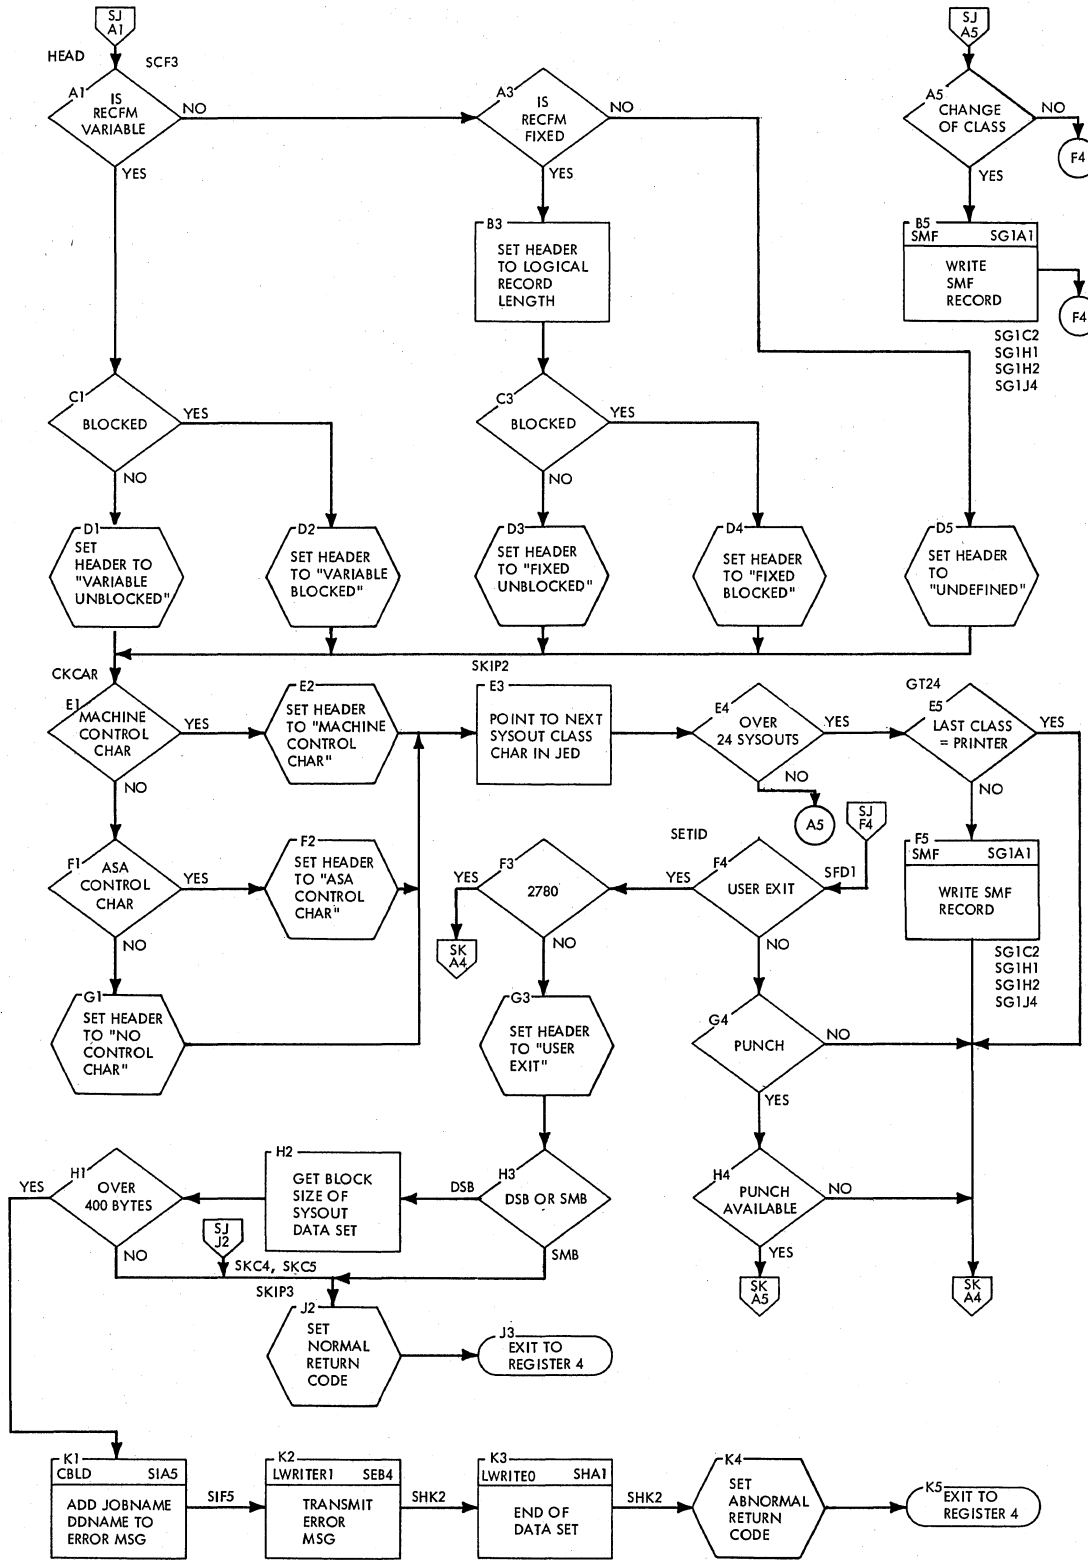 SJ
A1
SJ
A5
HEAD
SCF3
A1
IS
RECFM
VARIABLE
NO
YES
A3
IS
RECFM
FIXED
NO
YES
A5
CHANGE
OF CLASS
NO
F4
YES
B3
SET HEADER
TO LOGICAL
RECORD
LENGTH
B5
SMF SG1A1
WRITE
SMF
RECORD
F4
SG1C2
SG1H1
SG1H2
SG1J4
C1
BLOCKED
YES
NO
C3
BLOCKED
YES
NO
D1
SET
HEADER TO
"VARIABLE
UNBLOCKED"
D2
SET HEADER
TO "VARIABLE
BLOCKED"
D3
SET HEADER
TO "FIXED
UNBLOCKED"
D4
SET HEADER
TO "FIXED
BLOCKED"
D5
SET HEADER
TO
"UNDEFINED"
CKCAR
SKIP2
GT24
E1
MACHINE
CONTROL
CHAR
YES
NO
E2
SET HEADER
TO "MACHINE
CONTROL
CHAR"
E3
POINT TO NEXT
SYSOUT CLASS
CHAR IN JED
E4
OVER
24 SYSOUTS
YES
NO
A5
E5
LAST CLASS
= PRINTER
YES
NO
SJ
F4
SETID
F1
ASA
CONTROL
CHAR
YES
NO
F2
SET HEADER
TO "ASA
CONTROL
CHAR"
F3
2780
YES
NO
SK
A4
F4
USER EXIT
YES
SFD1
NO
F5
SMF SG1A1
WRITE SMF
RECORD
SG1C2
SG1H1
SG1H2
SG1J4
G1
SET HEADER
TO "NO
CONTROL
CHAR"
G3
SET HEADER
TO "USER
EXIT"
G4
PUNCH
NO
YES
H1
OVER
400 BYTES
YES
NO
H2
GET BLOCK
SIZE OF
SYSOUT
DATA SET
H3
DSB OR SMB
DSB
SMB
H4
PUNCH
AVAILABLE
NO
YES
SJ
J2
SKC4, SKC5
SKIP3
SK
A5
SK
A4
J2
SET
NORMAL
RETURN
CODE
J3
EXIT TO
REGISTER 4
K1
CBLD SIA5
ADD JOBNAME
DDNAME TO
ERROR MSG
SIF5
K2
LWRITER1 SEB4
TRANSMIT
ERROR
MSG
SHK2
K3
LWRITE0 SHA1
END OF
DATA SET
SHK2
K4
SET
ABNORMAL
RETURN
CODE
K5
EXIT TO
REGISTER 4